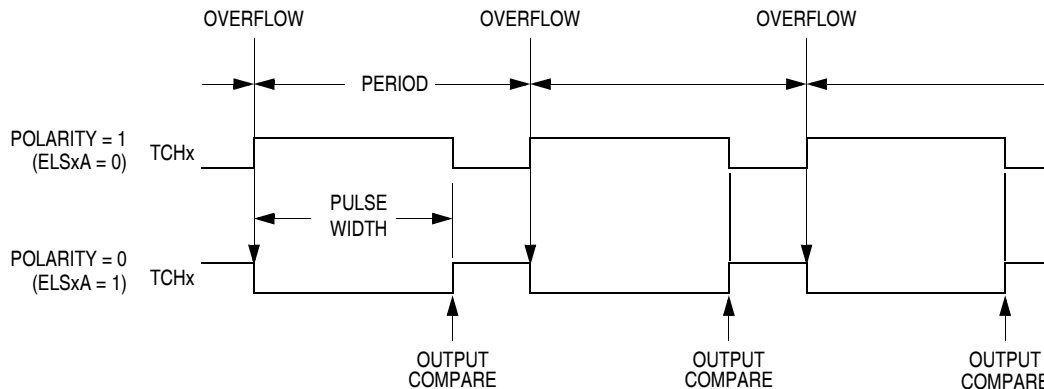 OVERFLOW
OVERFLOW
OVERFLOW
PERIOD
POLARITY = 1
(ELSxA = 0)
TCHx
PULSE
WIDTH
POLARITY = 0
(ELSxA = 1)
TCHx
OUTPUT
COMPARE
OUTPUT
COMPARE
OUTPUT
COMPARE